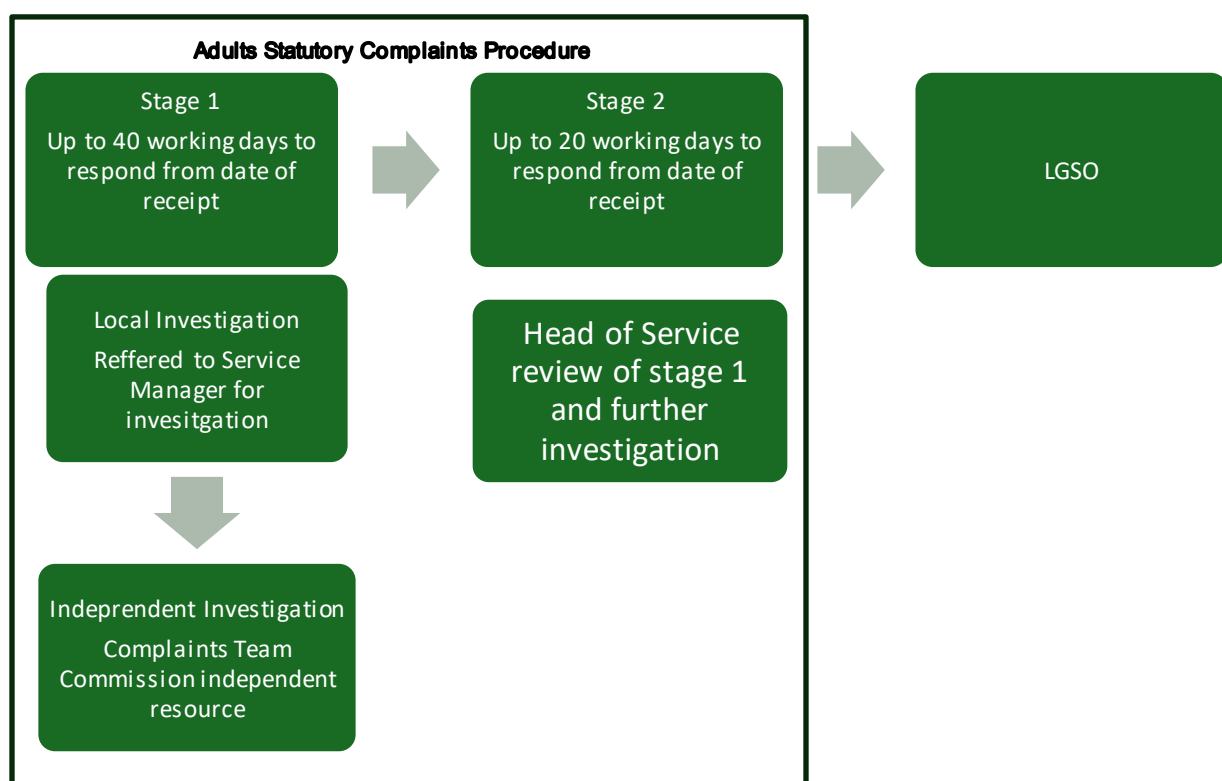 Adults Statutory Complaints Procedure
Stage 1
Up to 40 working days to
respond from date of
receipt
Stage 2
Up to 20 working days to
respond from date of
receipt
LGSO
Local Investigation
Reffered to Service
Manager for
invesitgation
Head of Service
review of stage 1
and further
investigation
Indeprendent Investigation
Complaints Team
Commission independent
resource